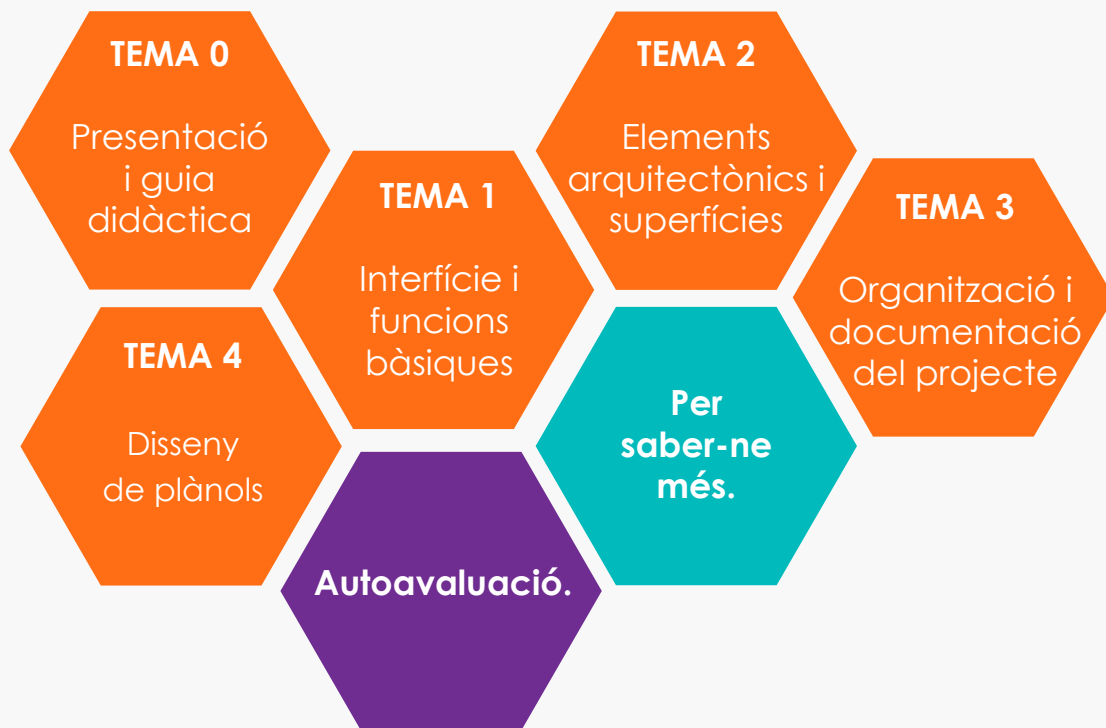 TEMA 0
Presentació
i guia
didàctica
TEMA 1
Interfície i
funcions
bàsiques
TEMA 2
Elements
arquitectònics i
superfícies
TEMA 3
Organització i
documentació
del projecte
TEMA 4
Disseny
de plànols
Per
saber-ne
més.
Autoavaluació.